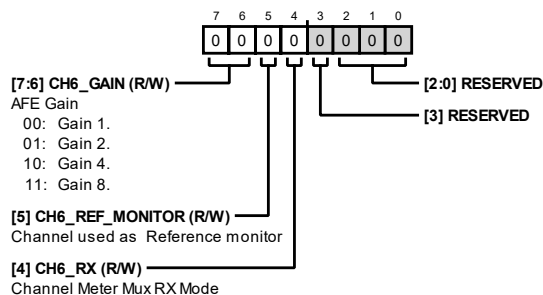 7 6 5 4 3 2 1 0
0 0 0 0 0 0 0 0
[7:6] CH6_GAIN (R/W)
AFE Gain
00: Gain 1.
01: Gain 2.
10: Gain 4.
11: Gain 8.
[5] CH6_REF_MONITOR (R/W)
Channel used as Reference monitor
[4] CH6_RX (R/W)
Channel Meter Mux RX Mode
[2:0] RESERVED
[3] RESERVED